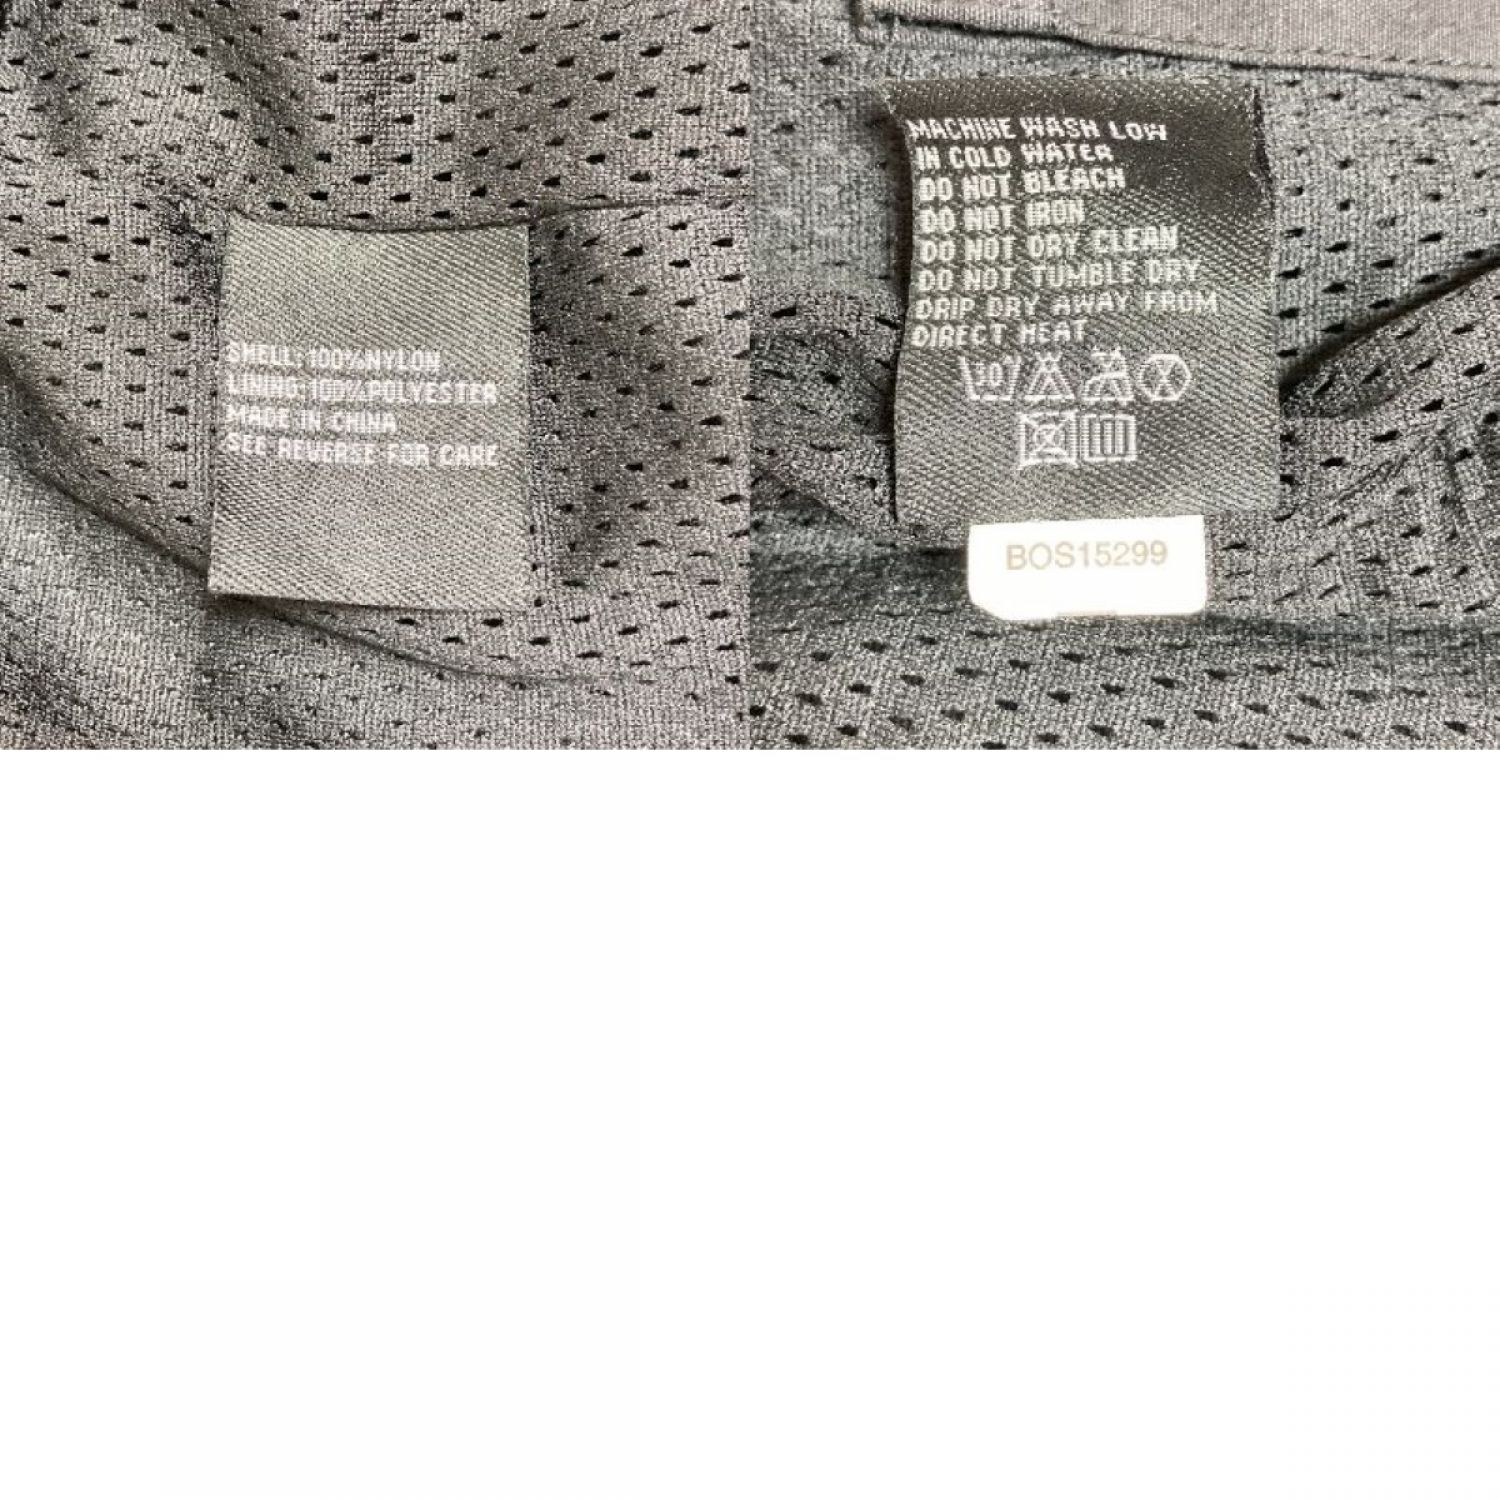 SHELL: 100%NYLON
LINING: 100%POLYESTER
MADE IN CHINA
SEE REVERSE FOR CARE
MACHINE WASH LOW
IN COLD WATER
DO NOT BLEACH
DO NOT IRON
DO NOT DRY CLEAN
DO NOT TUMBLE DRY
DRIP DRY AWAY FROM
DIRECT HEAT
30°
BOS15299